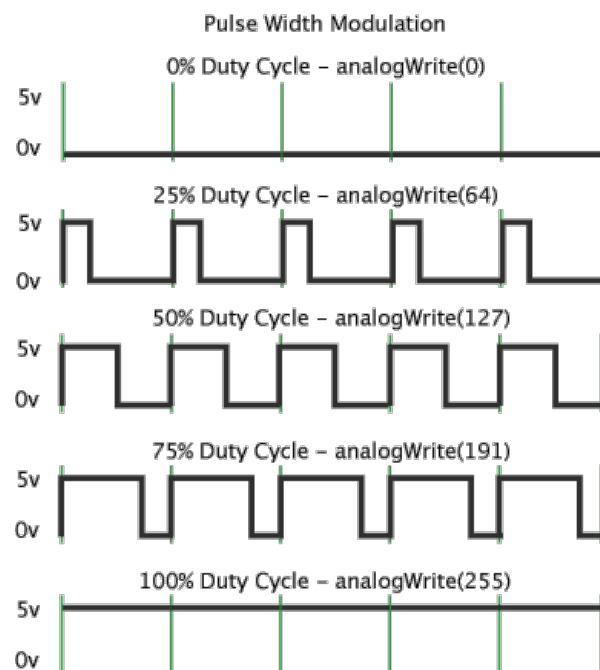 Pulse Width Modulation
0% Duty Cycle – analogWrite(0)
5v
0v
25% Duty Cycle – analogWrite(64)
5v
0v
50% Duty Cycle – analogWrite(127)
5v
0v
75% Duty Cycle – analogWrite(191)
5v
0v
100% Duty Cycle – analogWrite(255)
5v
0v